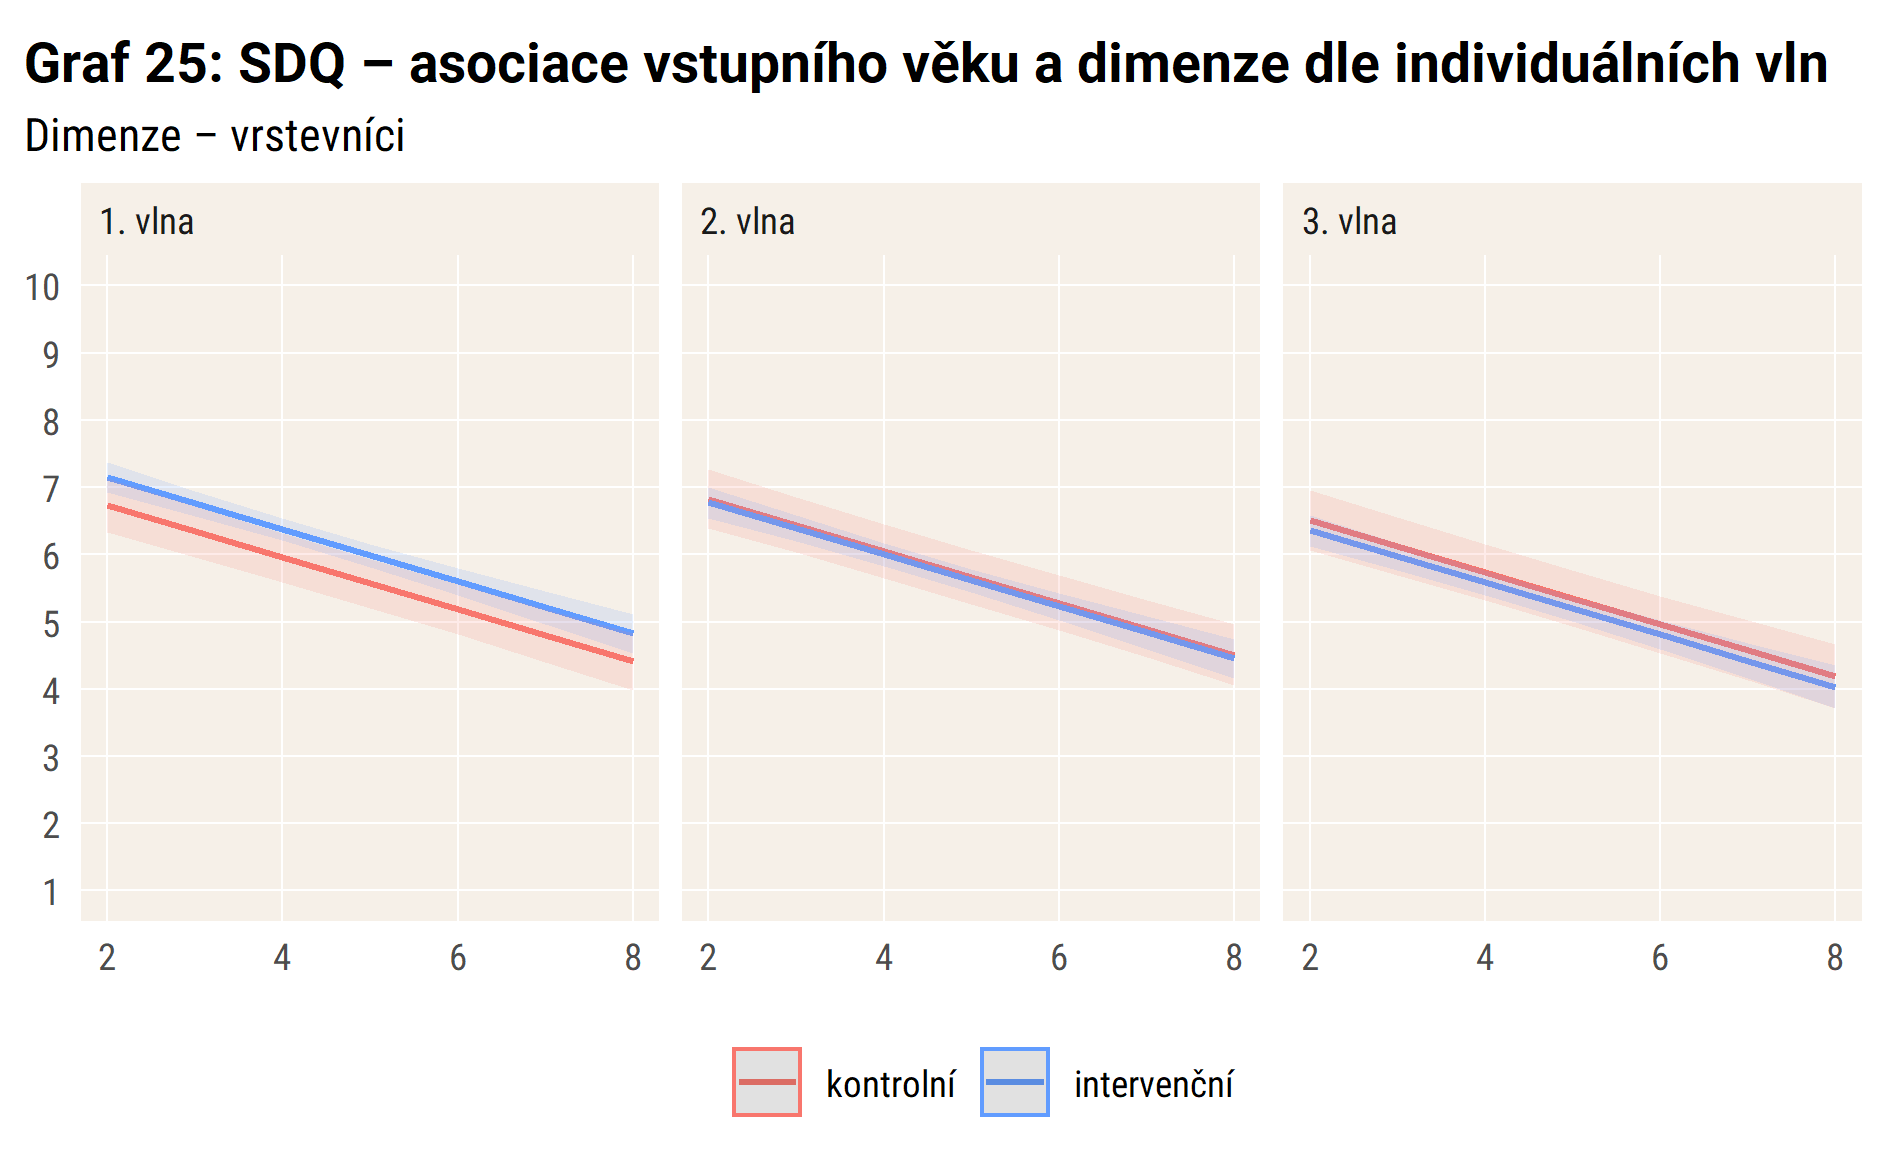 Graf 25: SDQ – asociace vstupního věku a dimenze dle individuálních vln
Dimenze – vrstevníci
1. vlna
2. vlna
3. vlna
10
9
8
7
6
5
4
3
2
1
2 4 6 8
2 4 6 8
2 4 6 8
kontrolní intervenční